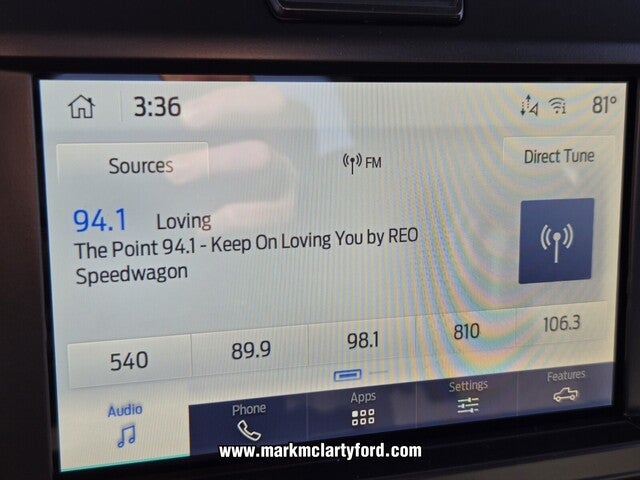 3:36 81°
Sources FM Direct Tune
94.1 Loving
The Point 94.1 - Keep On Loving You by REO
Speedwagon
540 89.9 98.1 810 106.3
Audio Phone Apps Settings Features
www.markmclartyford.com